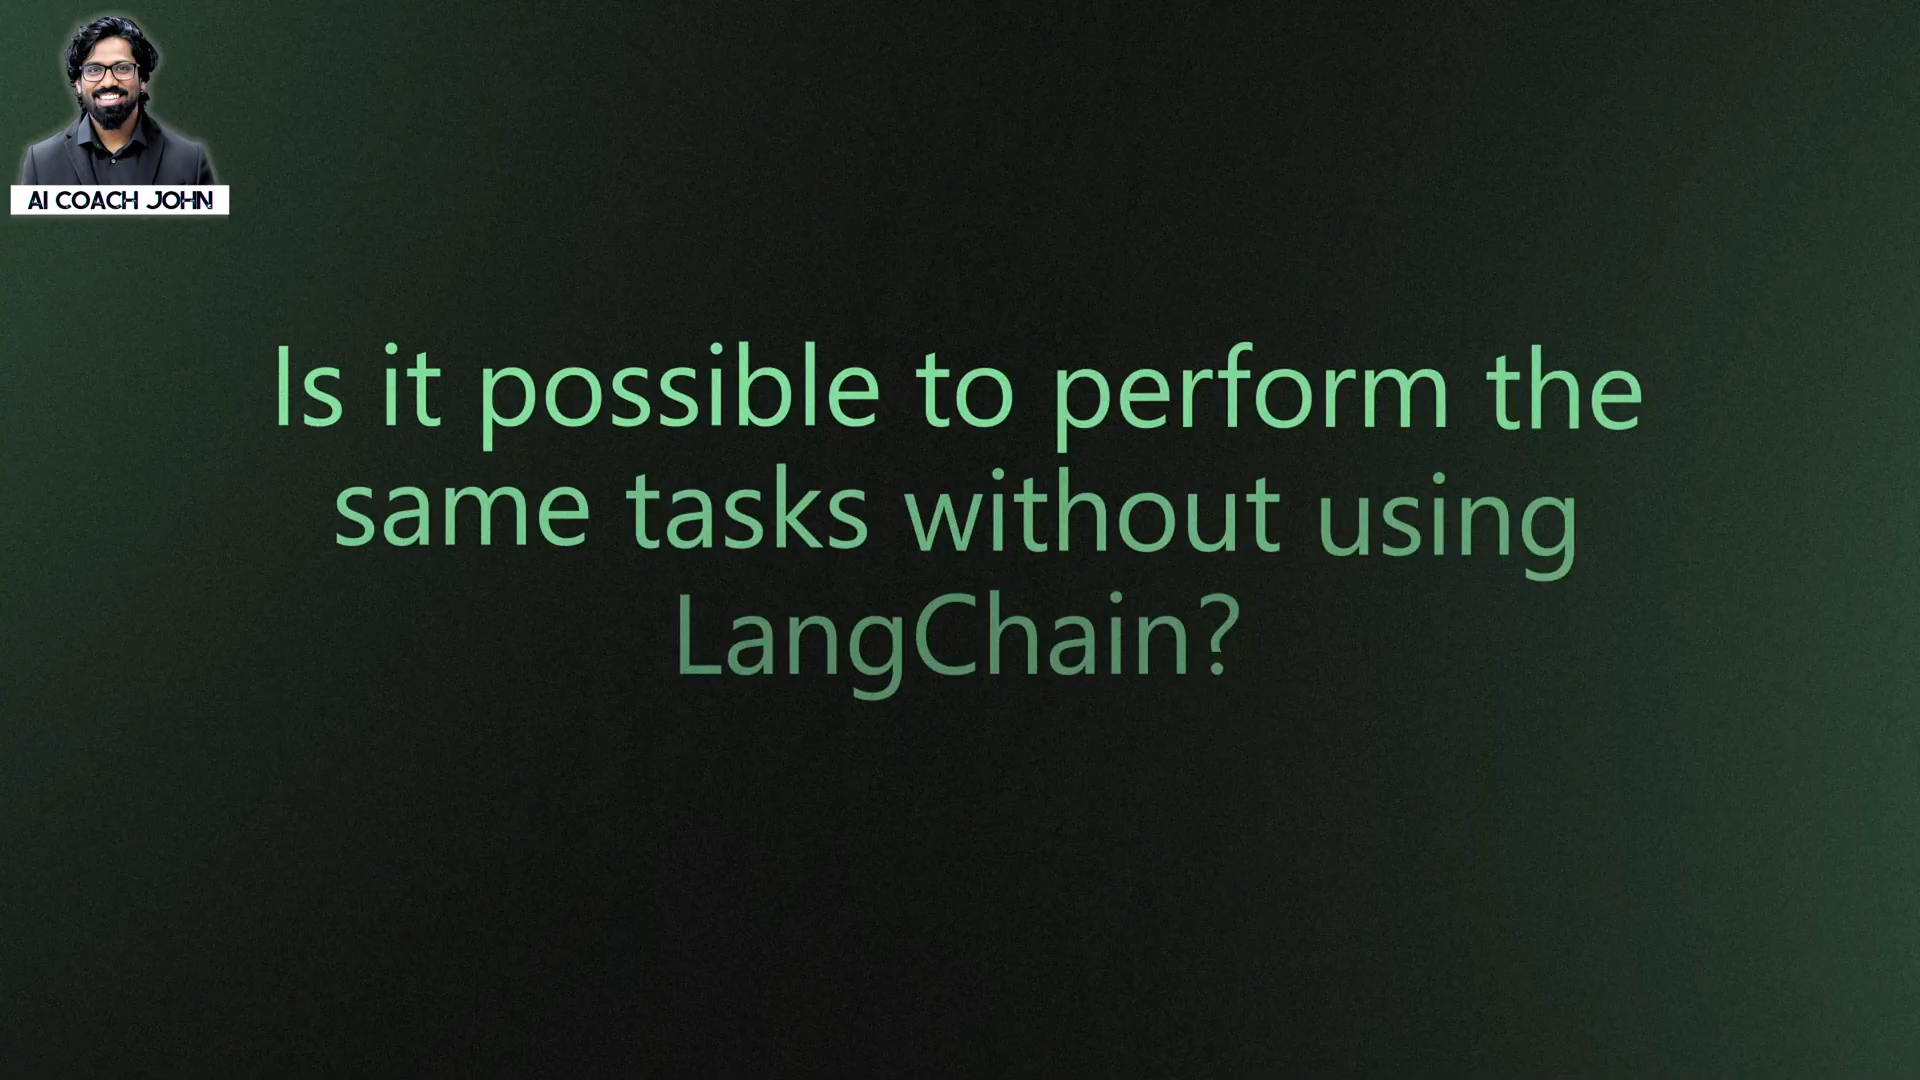 AI COACH JOHN
Is it possible to perform the
same tasks without using
LangChain?